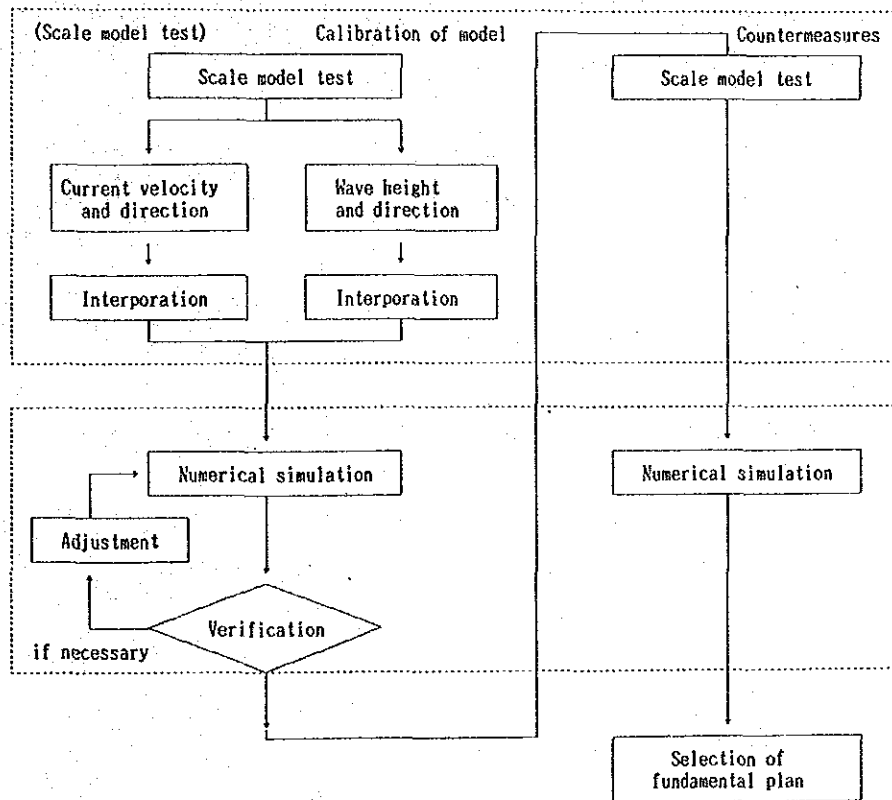 (Scale model test)
Calibration of model
Countermeasures
Scale model test
Scale model test
Current velocity
and direction
Wave height
and direction
Interporation
Interporation
Numerical simulation
Numerical simulation
Adjustment
Verification
if necessary
Selection of
fundamental plan